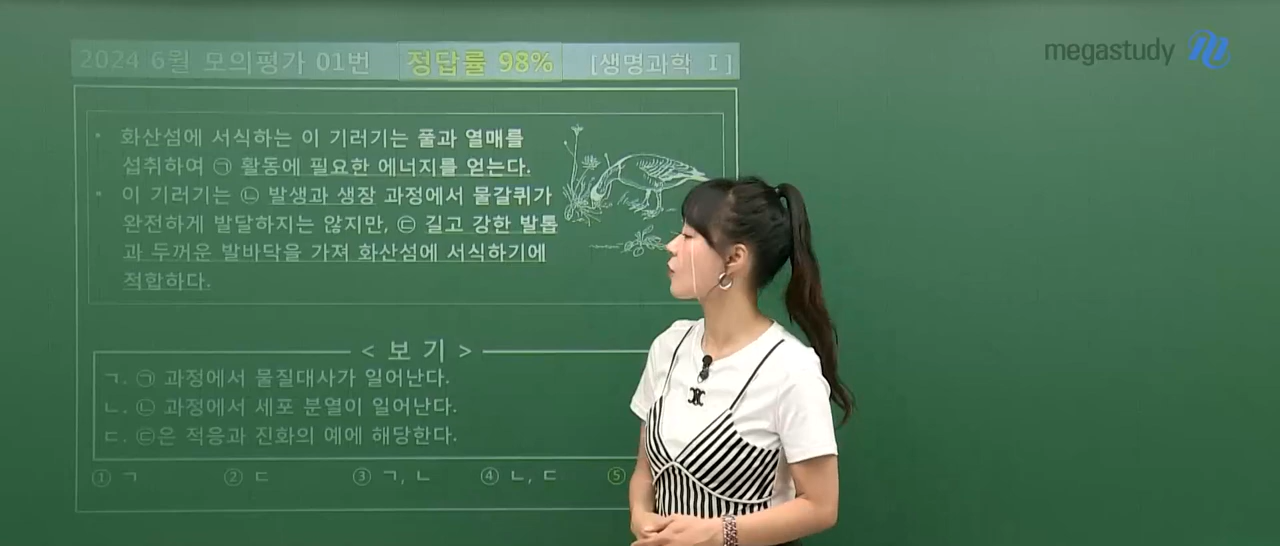 2024 6월 모의평가 01번 정답률 98% [생명과학 Ⅰ]
megastudy
• 화산섬에 서식하는 이 기러기는 풀과 열매를
섭취하여 ㉠ 활동에 필요한 에너지를 얻는다.
• 이 기러기는 ㉡ 발생과 생장 과정에서 물갈퀴가
완전하게 발달하지는 않지만, ㉢ 길고 강한 발톱
과 두꺼운 발바닥을 가져 화산섬에 서식하기에
적합하다.
< 보 기 >
ㄱ. ㉠ 과정에서 물질대사가 일어난다.
ㄴ. ㉡ 과정에서 세포 분열이 일어난다.
ㄷ. ㉢은 적응과 진화의 예에 해당한다.
① ㄱ ② ㄷ ③ ㄱ, ㄴ ④ ㄴ, ㄷ ⑤